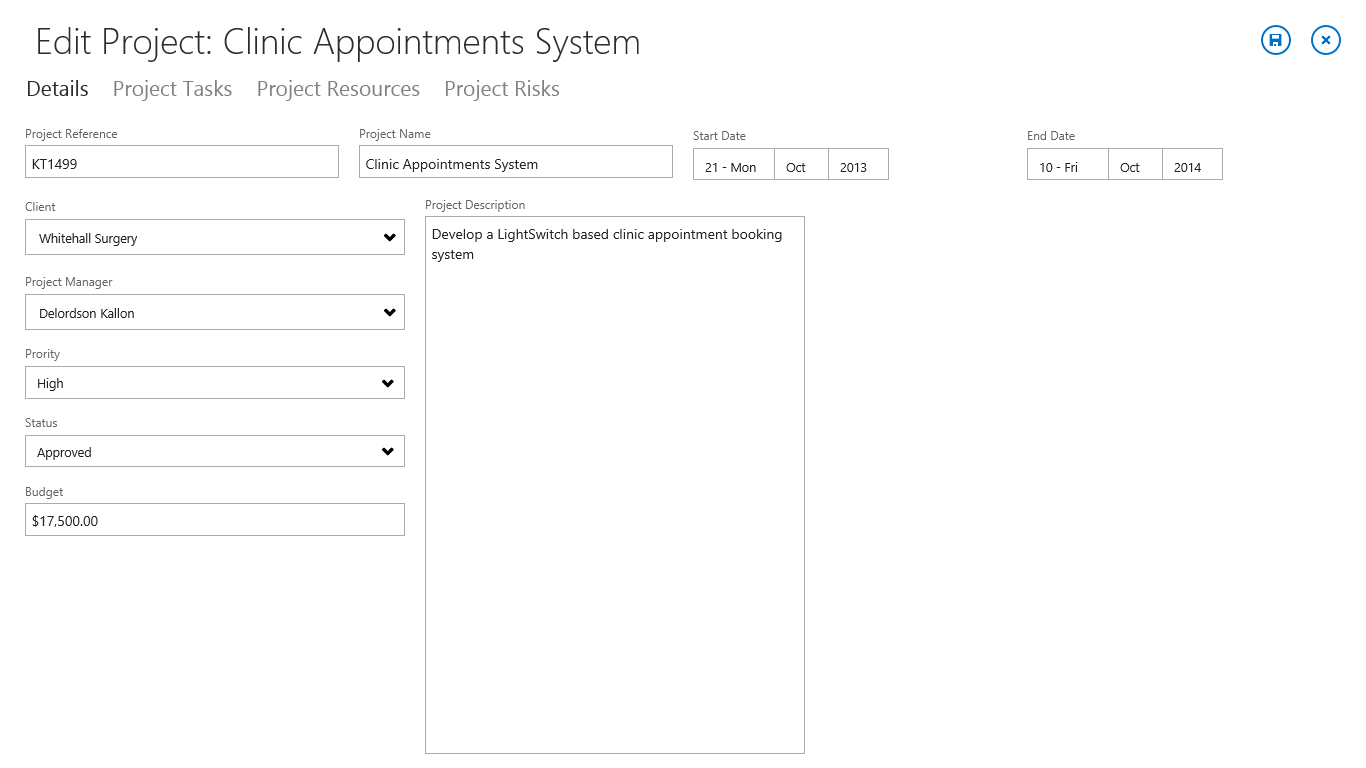 Edit Project: Clinic Appointments System
Details Project Tasks Project Resources Project Risks
Project Reference Project Name Start Date End Date
KT1499 Clinic Appointments System 21 - Mon Oct 2013 10 - Fri Oct 2014
Client
Whitehall Surgery
Project Manager
Delordson Kallon
Prority
High
Status
Approved
Budget
$17,500.00
Project Description
Develop a LightSwitch based clinic appointment booking
system